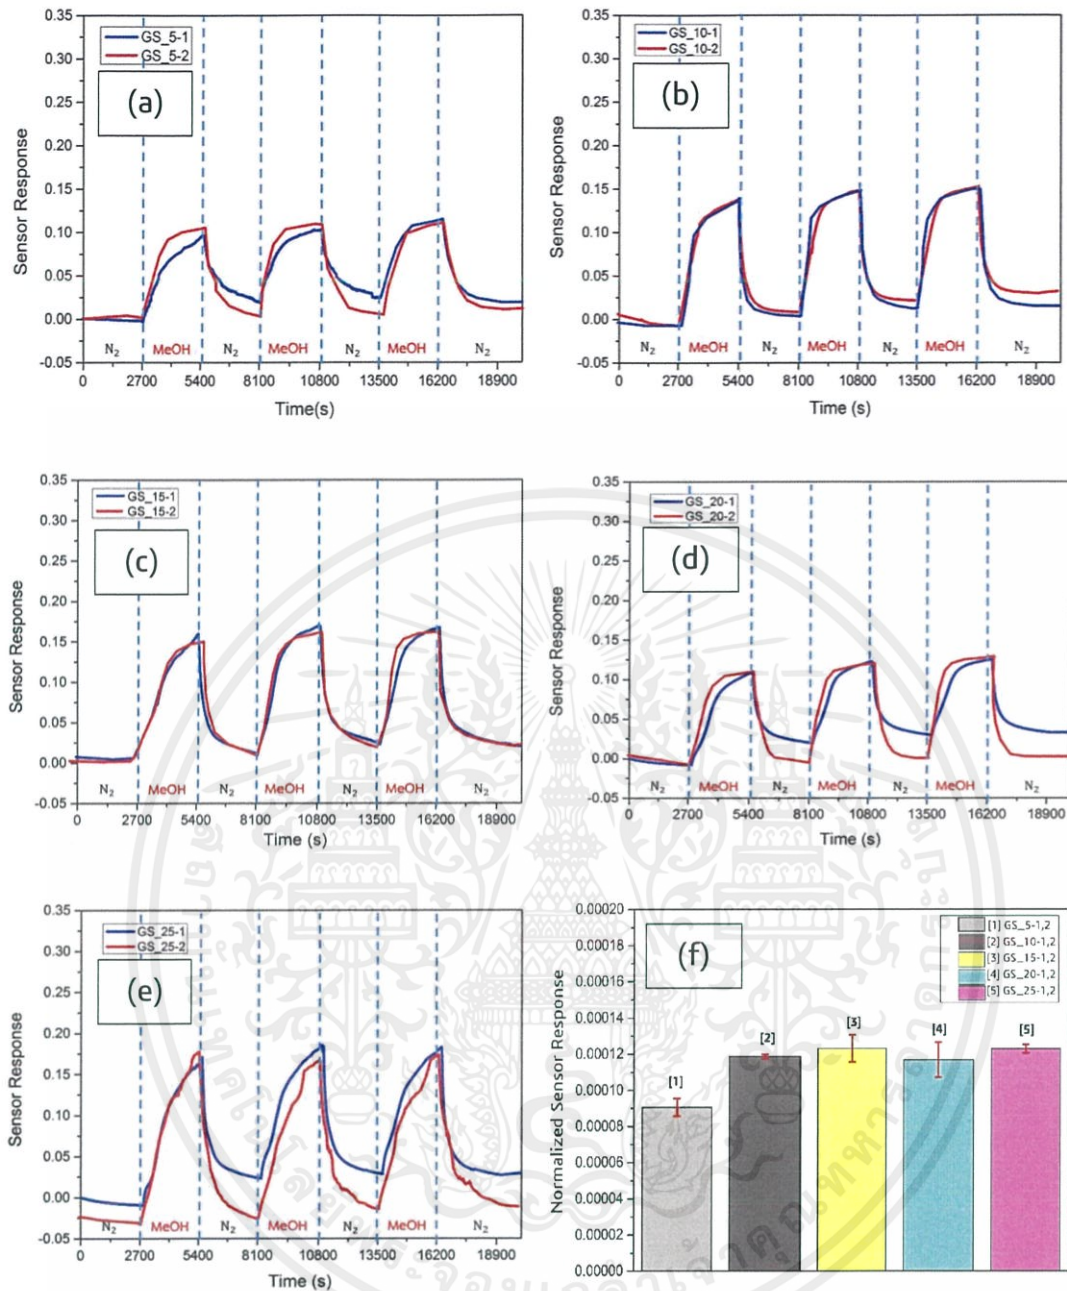 GS_5-1
GS_5-2
(a)
0.35
0.30
0.25
0.20
0.15
0.10
0.05
0.00
-0.05
Sensor Response
N2 MeOH N2 MeOH N2 MeOH N2
0 2700 5400 8100 10800 13500 16200 18900
Time(s)
GS_10-1
GS_10-2
(b)
0.35
0.30
0.25
0.20
0.15
0.10
0.05
0.00
-0.05
Sensor Response
N2 MeOH N2 MeOH N2 MeOH N2
0 2700 5400 8100 10800 13500 16200 18900
Time (s)
GS_15-1
GS_15-2
(c)
0.35
0.30
0.25
0.20
0.15
0.10
0.05
0.00
-0.05
Sensor Response
N2 MeOH N2 MeOH N2 MeOH N2
0 2700 5400 8100 10800 13500 16200 18900
Time (s)
GS_20-1
GS_20-2
(d)
0.35
0.30
0.25
0.20
0.15
0.10
0.05
0.00
-0.05
Sensor Response
N2 MeOH N2 MeOH N2 MeOH N2
0 2700 5400 8100 10800 13500 16200 18900
Time (s)
GS_25-1
GS_25-2
(e)
0.35
0.30
0.25
0.20
0.15
0.10
0.05
0.00
-0.05
Sensor Response
N2 MeOH N2 MeOH N2 MeOH N2
0 2700 5400 8100 10800 13500 16200 18900
Time (s)
(f)
[1] GS_5-1,2
[2] GS_10-1,2
[3] GS_15-1,2
[4] GS_20-1,2
[5] GS_25-1,2
0.00020
0.00018
0.00016
0.00014
0.00012
0.00010
0.00008
0.00006
0.00004
0.00002
0.00000
Normalized Sensor Response
[1] [2] [3] [4] [5]